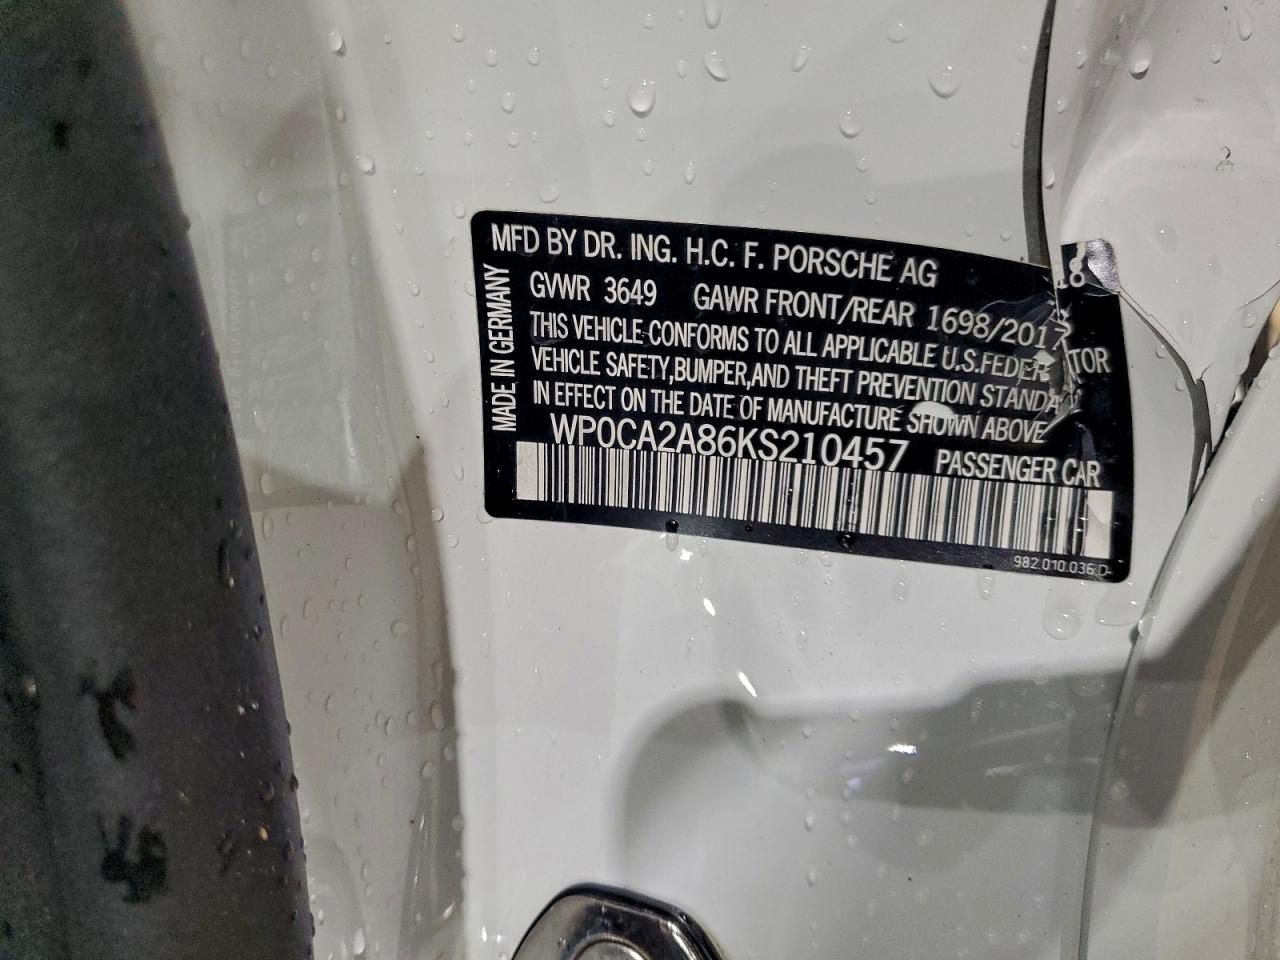 MFD BY DR. ING. H.C. F. PORSCHE AG
18
MADE IN GERMANY
GVWR 3649 GAWR FRONT/REAR 1698/2017
THIS VEHICLE CONFORMS TO ALL APPLICABLE U.S.FEDER TOR
VEHICLE SAFETY,BUMPER,AND THEFT PREVENTION STANDA
IN EFFECT ON THE DATE OF MANUFACTURE SHOWN ABOVE
WP0CA2A86KS210457 PASSENGER CAR
982.010.036.D